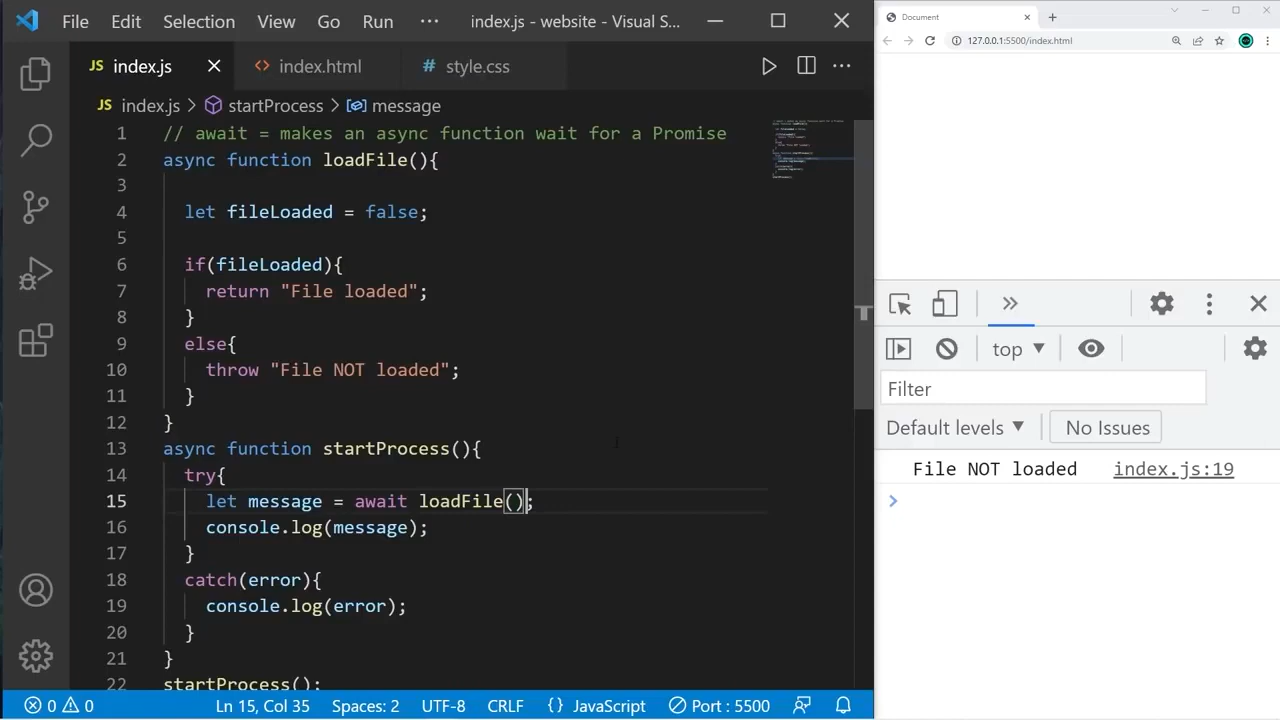 File Edit Selection View Go Run ··· index.js - website - Visual S...
JS index.js
<> index.html
# style.css
JS index.js > startProcess > message
1 // await = makes an async function wait for a Promise
2 async function loadFile(){
3
4 let fileLoaded = false;
5
6 if(fileLoaded){
7 return "File loaded";
8 }
9 else{
10 throw "File NOT loaded";
11 }
12 }
13 async function startProcess(){
14 try{
15 let message = await loadFile();
16 console.log(message);
17 }
18 catch(error){
19 console.log(error);
20 }
21 }
22 startProcess();
0 0 Ln 15, Col 35 Spaces: 2 UTF-8 CRLF {} JavaScript Port : 5500
Document
127.0.0.1:5500/index.html
top
Filter
Default levels No Issues
File NOT loaded index.js:19